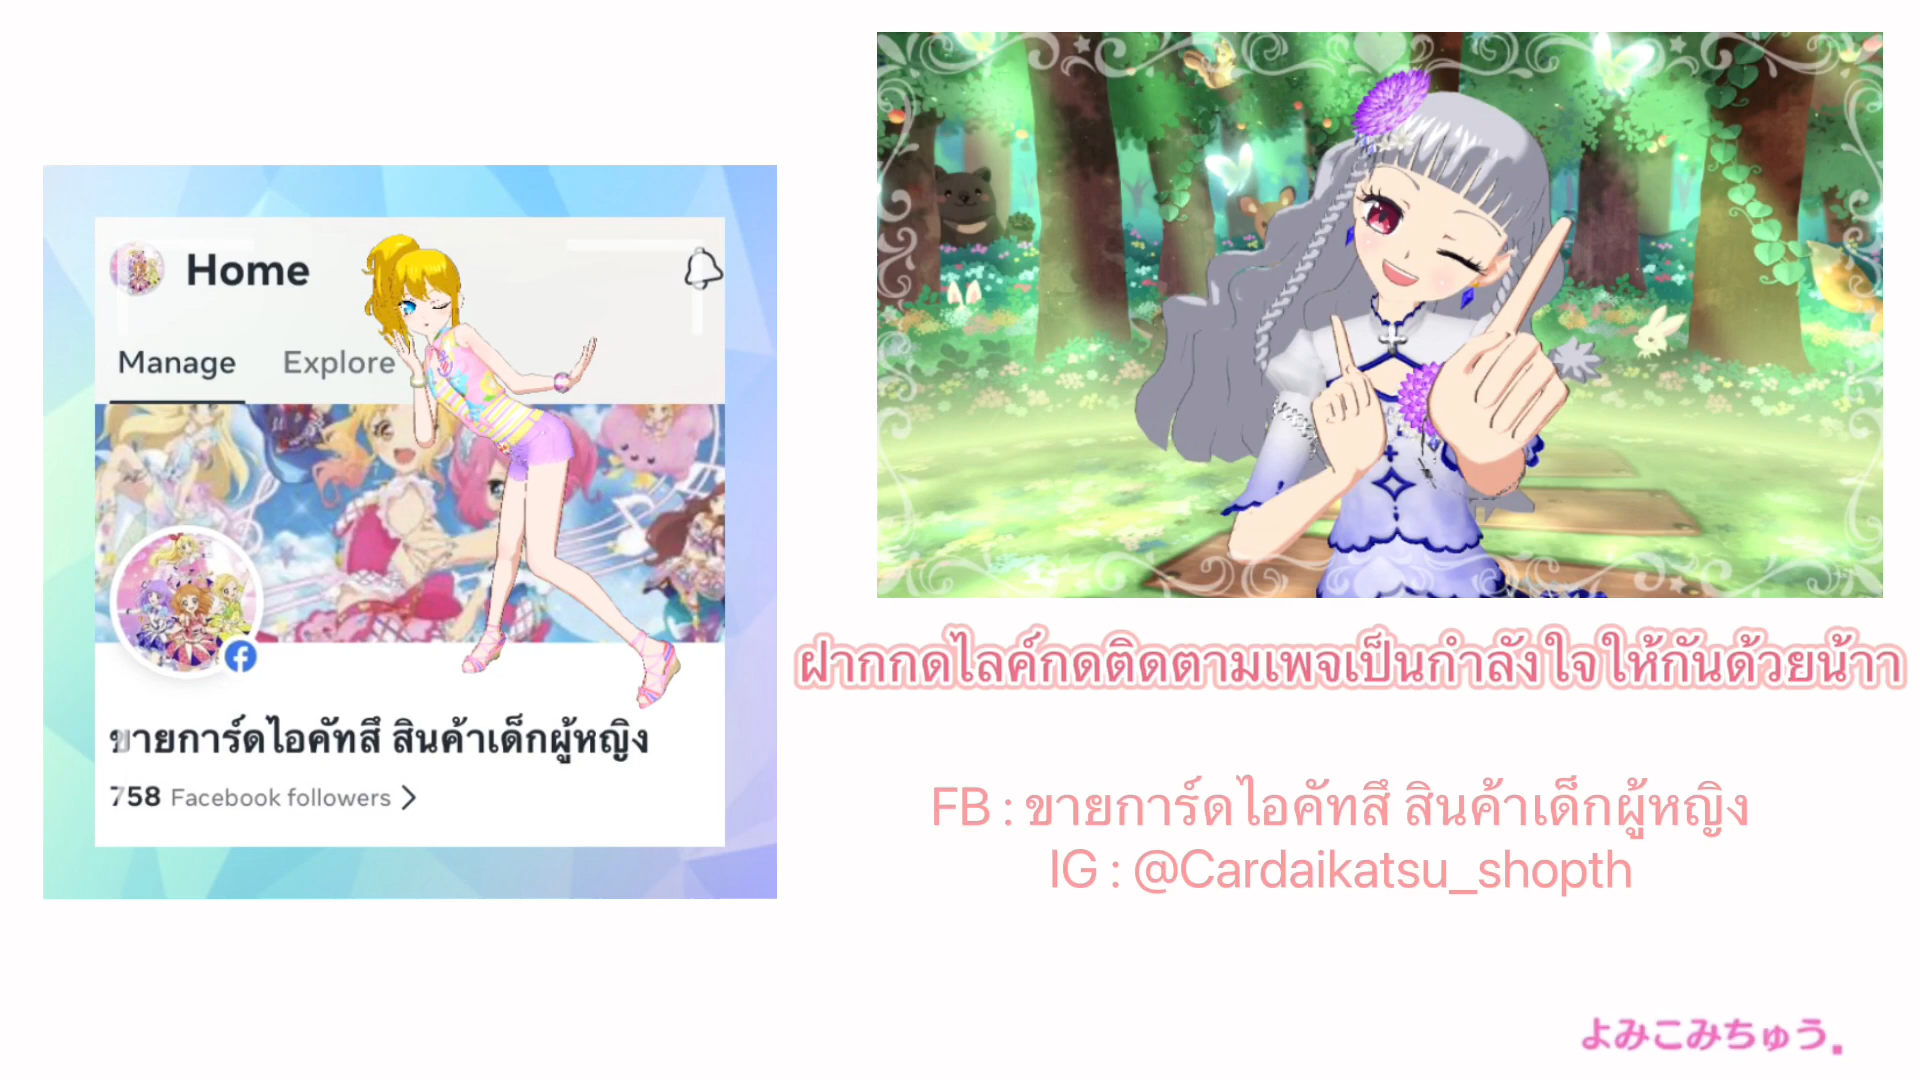 Home
Manage Explore
ขายการ์ดไอคัทสึ สินค้าเด็กผู้หญิง
758 Facebook followers
ฝากกดไลค์กดติดตามเพจเป็นกำลังใจให้กันด้วยน้าา
FB : ขายการ์ดไอคัทสึ สินค้าเด็กผู้หญิง
IG : @Cardaikatsu_shopth
よみこみちゅう.